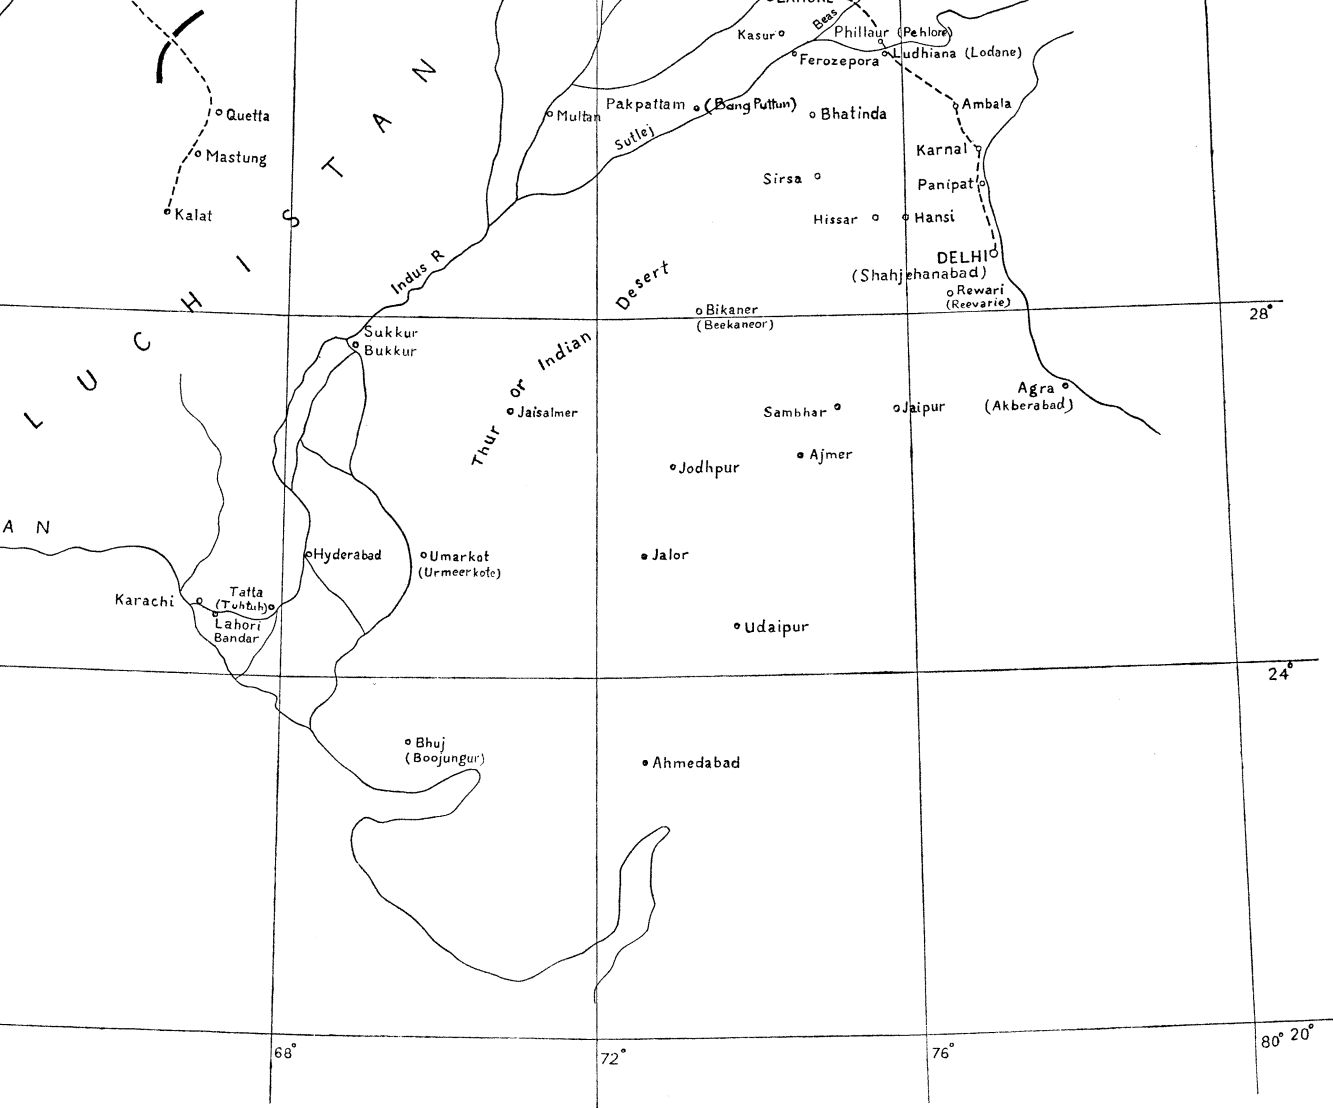 LAHORE
Beas
Kasur
Phillaur (Pehlore)
Ferozepora
Ludhiana (Lodane)
Quetta
Multan
Pakpattam
(Bang Puttun)
Bhatinda
Ambala
Sutlej
Mastung
Karnal
Sirsa
Panipat
Kalat
Hissar
Hansi
DELHI
(Shahjehanabad)
Rewari
(Reevarie)
Indus R
L U C H I S T A N
Thur or Indian Desert
Bikaner
(Beekaneor)
28°
Sukkur
Bukkur
Agra
(Akberabad)
Jaisalmer
Sambhar
Jaipur
Jodhpur
Ajmer
A N
Hyderabad
Umarkot
(Urmeerkote)
Jalor
Karachi
Tatta
(Tuhtuh)
Lahori
Bandar
Udaipur
24°
Bhuj
(Boojungur)
Ahmedabad
68°
72°
76°
80° 20°